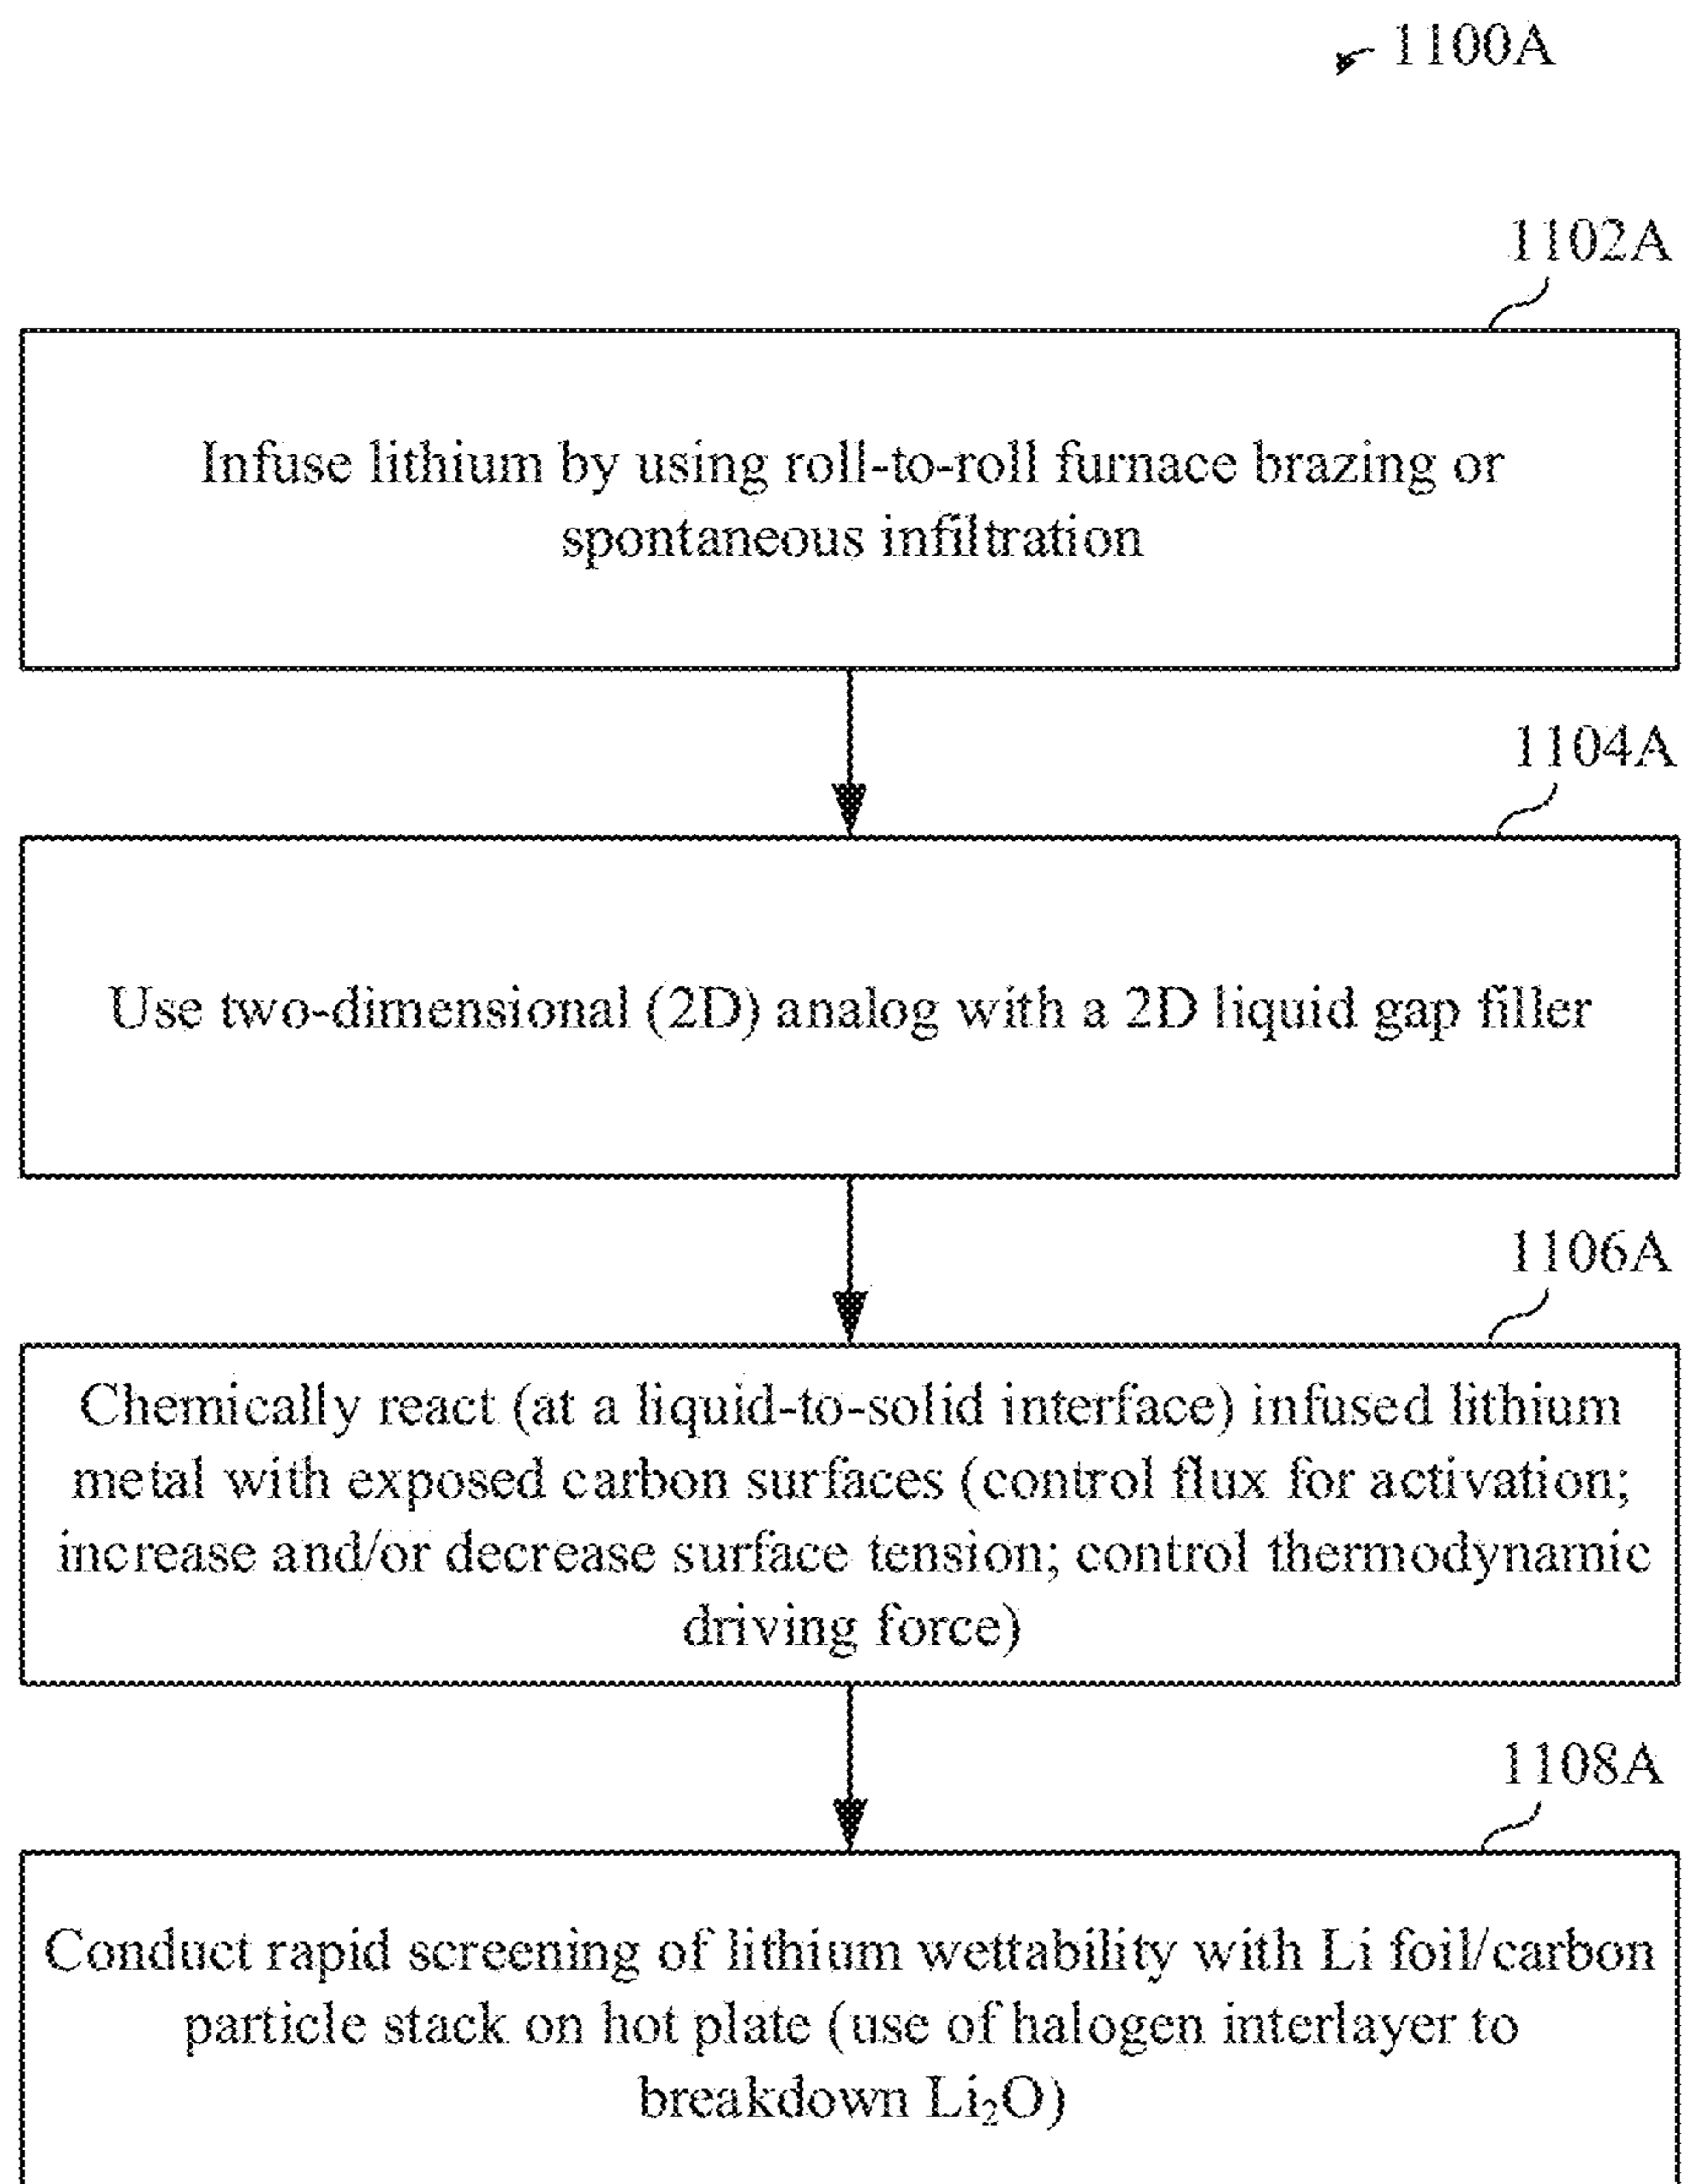 1100A
1102A
Infuse lithium by using roll-to-roll furnace brazing or
spontaneous infiltration
1104A
Use two-dimensional (2D) analog with a 2D liquid gap filler
1106A
Chemically react (at a liquid-to-solid interface) infused lithium
metal with exposed carbon surfaces (control flux for activation;
increase and/or decrease surface tension; control thermodynamic
driving force)
1108A
Conduct rapid screening of lithium wettability with Li foil/carbon
particle stack on hot plate (use of halogen interlayer to
breakdown Li₂O)